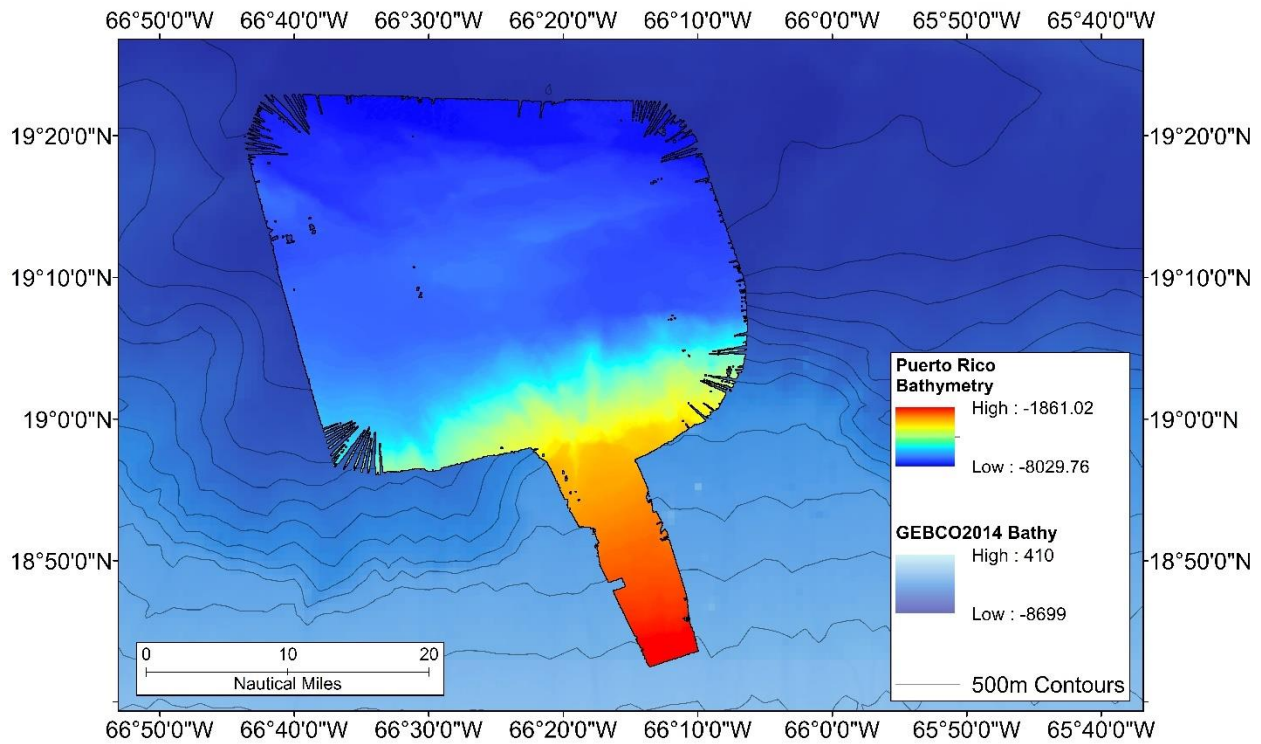 66°50'0"W 66°40'0"W 66°30'0"W 66°20'0"W 66°10'0"W 66°0'0"W 65°50'0"W 65°40'0"W
19°20'0"N 19°20'0"N
19°10'0"N 19°10'0"N
19°0'0"N 19°0'0"N
18°50'0"N 18°50'0"N
Puerto Rico
Bathymetry
High : -1861.02
Low : -8029.76
GEBCO2014 Bathy
High : 410
Low : -8699
500m Contours
0 10 20
Nautical Miles
66°50'0"W 66°40'0"W 66°30'0"W 66°20'0"W 66°10'0"W 66°0'0"W 65°50'0"W 65°40'0"W